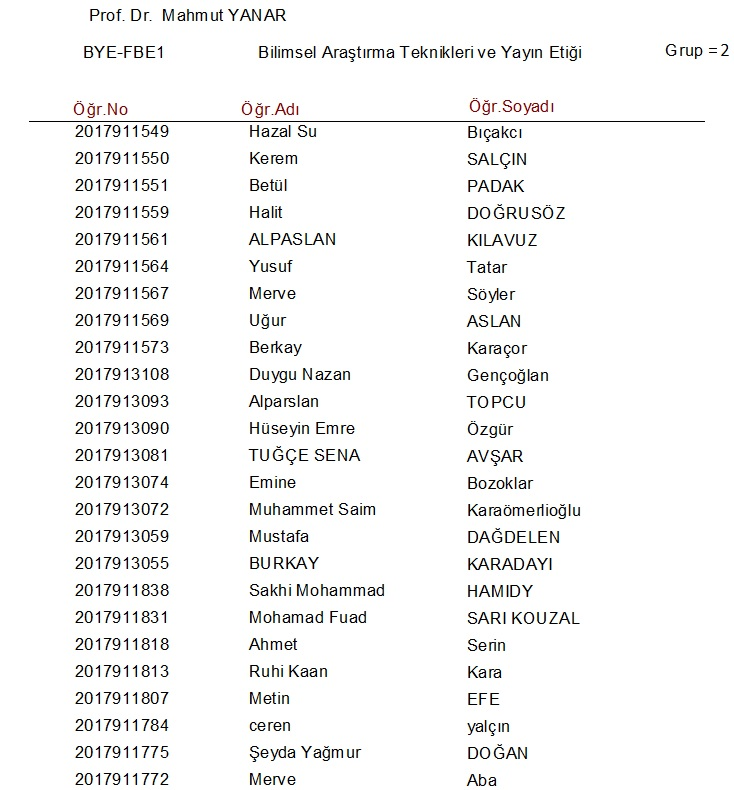 Prof. Dr. Mahmut YANAR
BYE-FBE1 Bilimsel Araştırma Teknikleri ve Yayın Etiği Grup = 2
Öğr.No Öğr.Adı Öğr.Soyadı
2017911549 Hazal Su Bıçakcı
2017911550 Kerem SALÇIN
2017911551 Betül PADAK
2017911559 Halit DOĞRUSÖZ
2017911561 ALPASLAN KILAVUZ
2017911564 Yusuf Tatar
2017911567 Merve Söyler
2017911569 Uğur ASLAN
2017911573 Berkay Karaçor
2017913108 Duygu Nazan Gençoğlan
2017913093 Alparslan TOPCU
2017913090 Hüseyin Emre Özgür
2017913081 TUĞÇE SENA AVŞAR
2017913074 Emine Bozoklar
2017913072 Muhammet Saim Karaömerlioğlu
2017913059 Mustafa DAĞDELEN
2017913055 BURKAY KARADAYI
2017911838 Sakhi Mohammad HAMIDY
2017911831 Mohamad Fuad SARI KOUZAL
2017911818 Ahmet Serin
2017911813 Ruhi Kaan Kara
2017911807 Metin EFE
2017911784 ceren yalçın
2017911775 Şeyda Yağmur DOĞAN
2017911772 Merve Aba